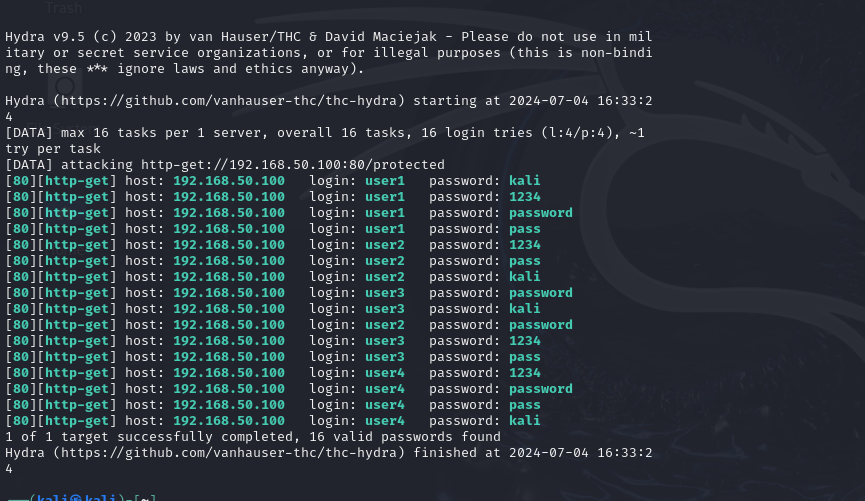 Trash
Hydra v9.5 (c) 2023 by van Hauser/THC & David Maciejak - Please do not use in mil
itary or secret service organizations, or for illegal purposes (this is non-bindi
ng, these *** ignore laws and ethics anyway).
Hydra (https://github.com/vanhauser-thc/thc-hydra) starting at 2024-07-04 16:33:2
4
[DATA] max 16 tasks per 1 server, overall 16 tasks, 16 login tries (l:4/p:4), ~1
try per task
[DATA] attacking http-get://192.168.50.100:80/protected
[80][http-get] host: 192.168.50.100   login: user1   password: kali
[80][http-get] host: 192.168.50.100   login: user1   password: 1234
[80][http-get] host: 192.168.50.100   login: user1   password: password
[80][http-get] host: 192.168.50.100   login: user1   password: pass
[80][http-get] host: 192.168.50.100   login: user2   password: 1234
[80][http-get] host: 192.168.50.100   login: user2   password: pass
[80][http-get] host: 192.168.50.100   login: user2   password: kali
[80][http-get] host: 192.168.50.100   login: user3   password: password
[80][http-get] host: 192.168.50.100   login: user3   password: kali
[80][http-get] host: 192.168.50.100   login: user2   password: password
[80][http-get] host: 192.168.50.100   login: user3   password: 1234
[80][http-get] host: 192.168.50.100   login: user3   password: pass
[80][http-get] host: 192.168.50.100   login: user4   password: 1234
[80][http-get] host: 192.168.50.100   login: user4   password: password
[80][http-get] host: 192.168.50.100   login: user4   password: pass
[80][http-get] host: 192.168.50.100   login: user4   password: kali
1 of 1 target successfully completed, 16 valid passwords found
Hydra (https://github.com/vanhauser-thc/thc-hydra) finished at 2024-07-04 16:33:2
4
(kali㉿kali)-[~]